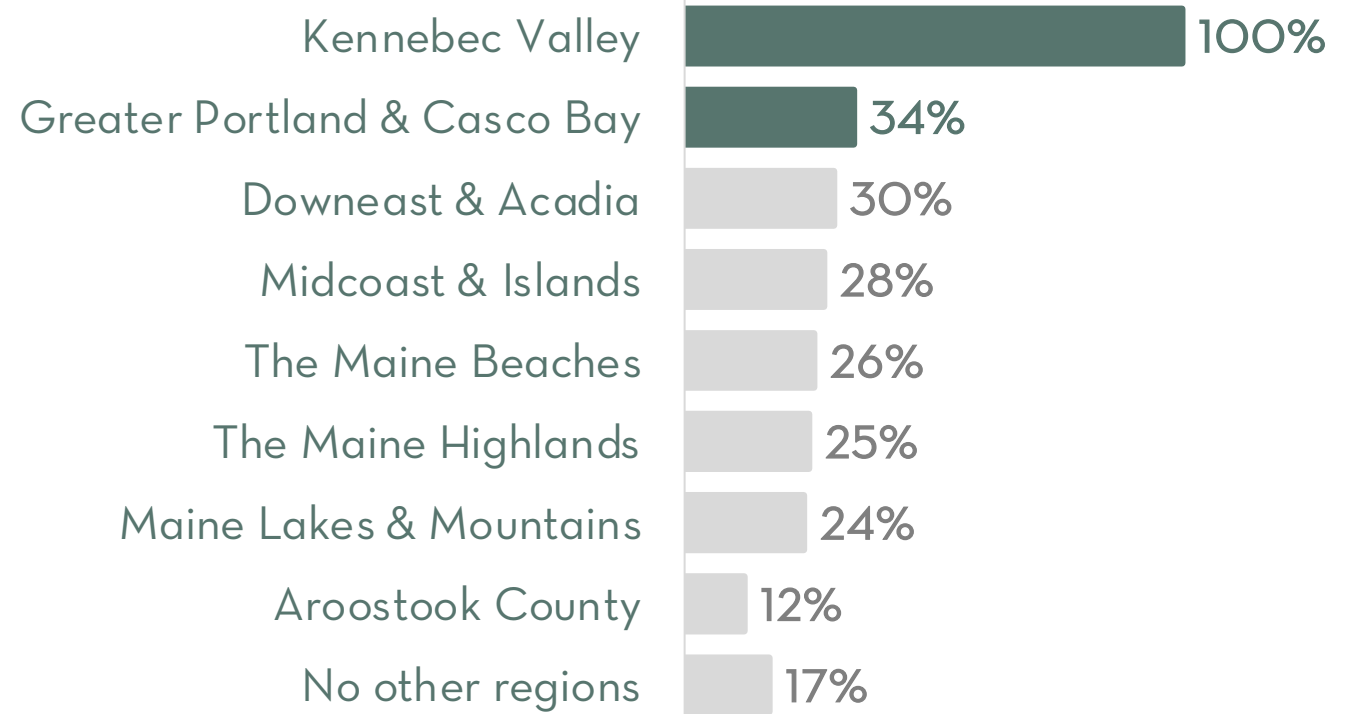 Kennebec Valley 100%
Greater Portland & Casco Bay 34%
Downeast & Acadia 30%
Midcoast & Islands 28%
The Maine Beaches 26%
The Maine Highlands 25%
Maine Lakes & Mountains 24%
Aroostook County 12%
No other regions 17%